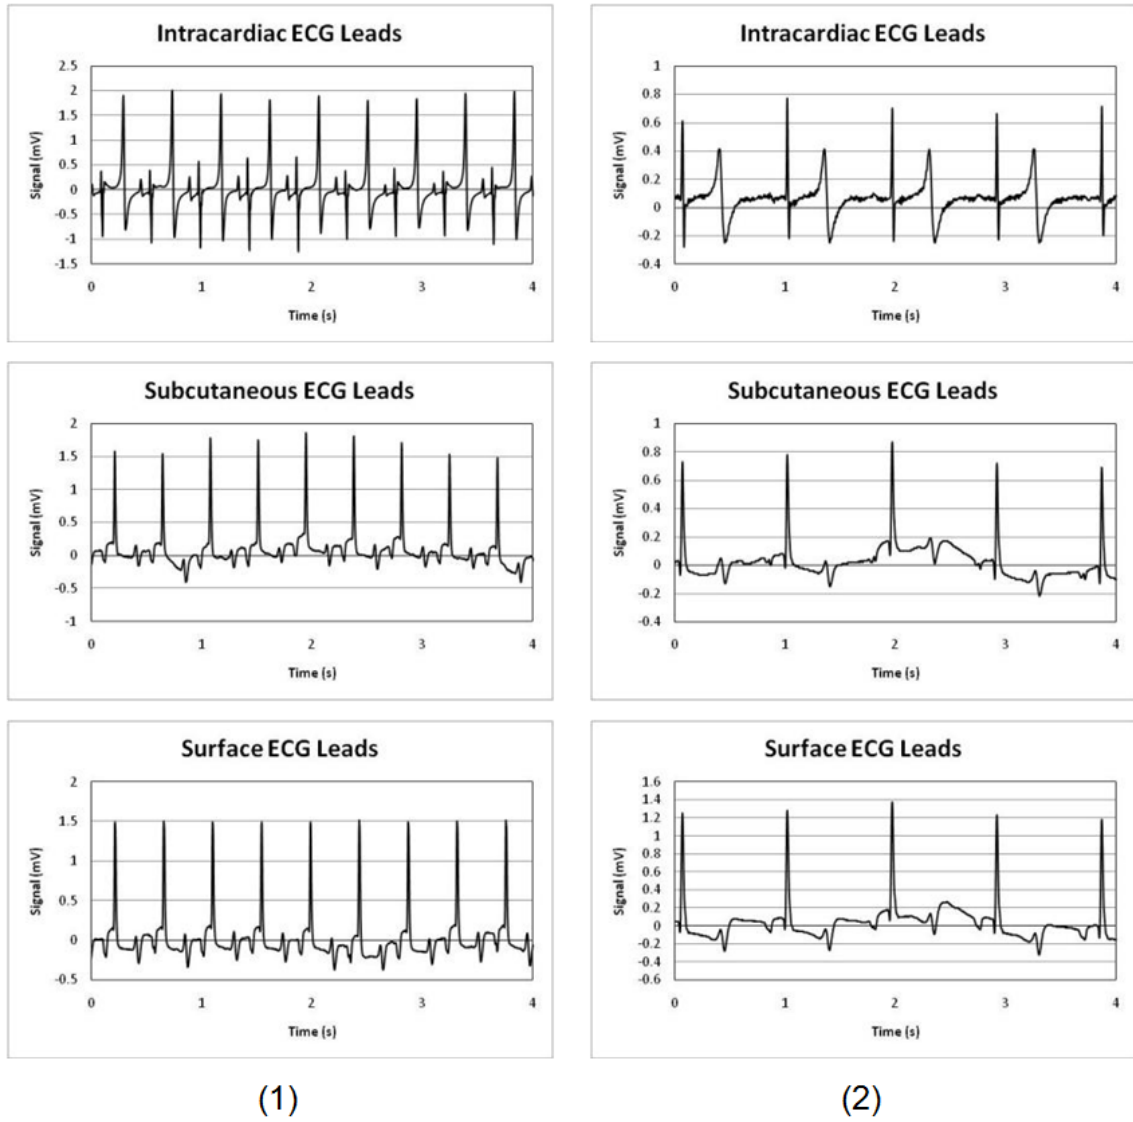 Intracardiac ECG Leads
Signal (mV)
2.5
2
1.5
1
0.5
0
-0.5
-1
-1.5
0 1 2 3 4
Time (s)
Intracardiac ECG Leads
Signal (mV)
1
0.8
0.6
0.4
0.2
0
-0.2
-0.4
0 1 2 3 4
Time (s)
Subcutaneous ECG Leads
Signal (mV)
2
1.5
1
0.5
0
-0.5
-1
0 1 2 3 4
Time (s)
Subcutaneous ECG Leads
Signal (mV)
1
0.8
0.6
0.4
0.2
0
-0.2
-0.4
0 1 2 3 4
Time (s)
Surface ECG Leads
Signal (mV)
2
1.5
1
0.5
0
-0.5
0 1 2 3 4
Time (s)
Surface ECG Leads
Signal (mV)
1.6
1.4
1.2
1
0.8
0.6
0.4
0.2
0
-0.2
-0.4
-0.6
0 1 2 3 4
Time (s)
(1) (2)